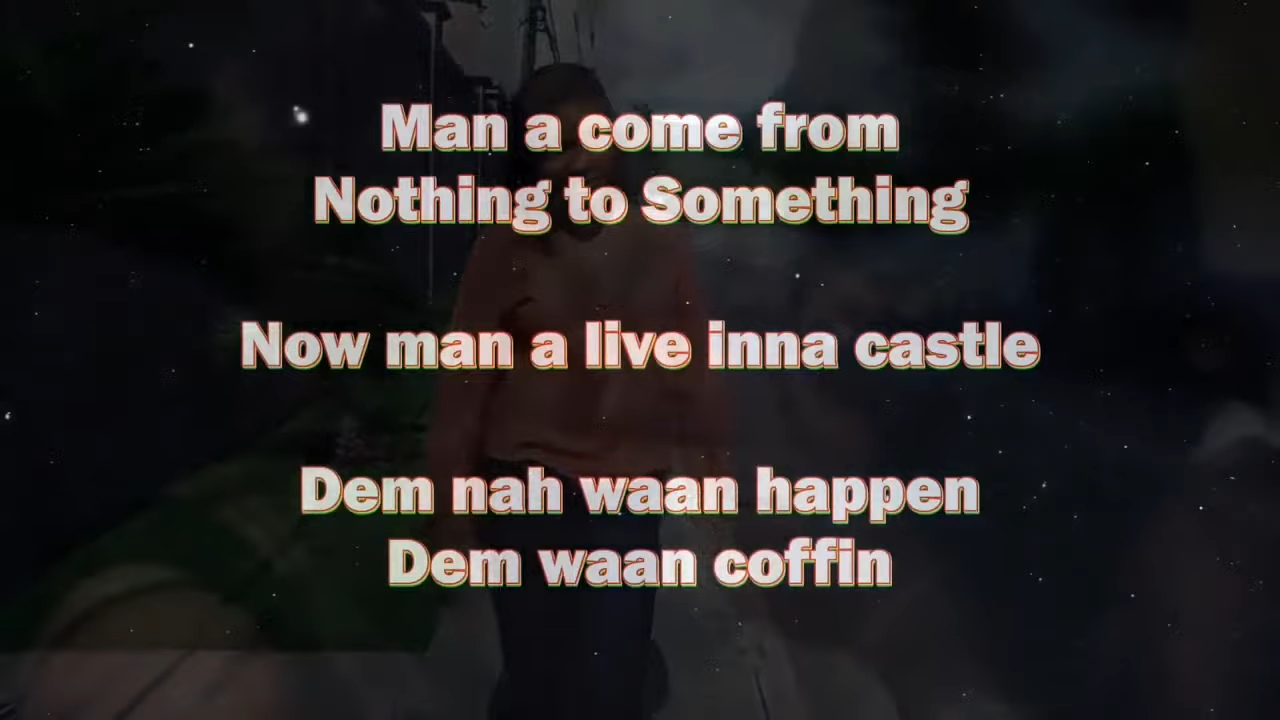 Man a come from
Nothing to Something
Now man a live inna castle
Dem nah waan happen
Dem waan coffin